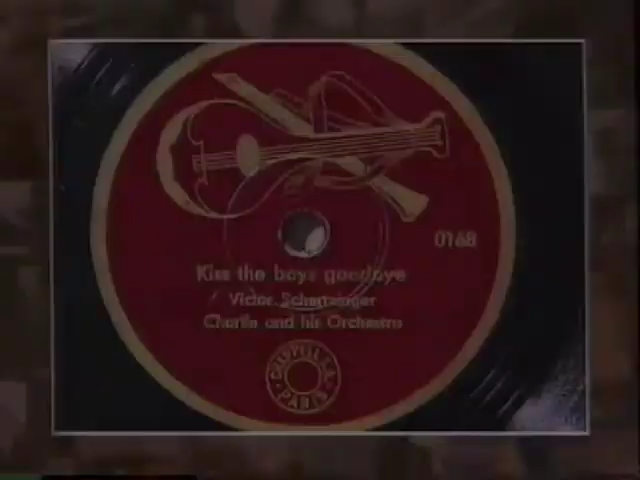 0168
Kiss the boys goodbye
Victor Schertzinger
Charlie and his Orchestra
PARIS